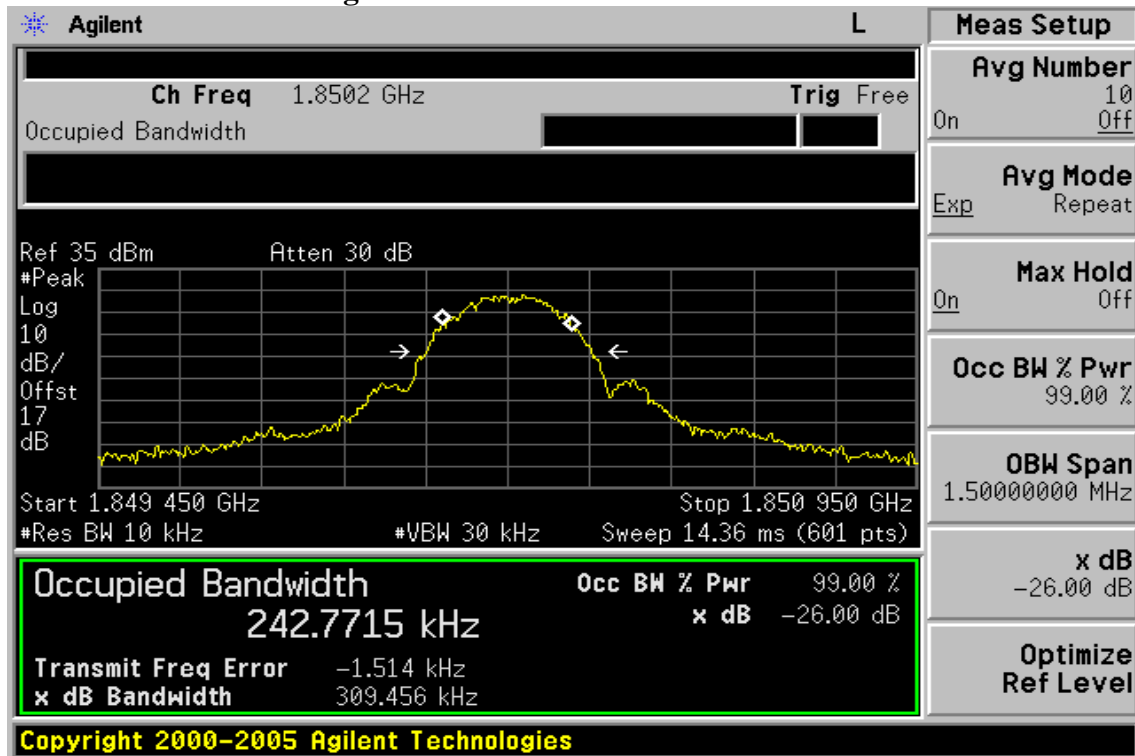 Agilent L
Meas Setup
Ch Freq 1.8502 GHz Trig Free
Occupied Bandwidth
Ref 35 dBm Atten 30 dB
#Peak
Log
10
dB/
Offst
17
dB
Start 1.849 450 GHz Stop 1.850 950 GHz
#Res BW 10 kHz #VBW 30 kHz Sweep 14.36 ms (601 pts)
Occupied Bandwidth Occ BW % Pwr 99.00 %
242.7715 kHz x dB -26.00 dB
Transmit Freq Error -1.514 kHz
x dB Bandwidth 309.456 kHz
Avg Number
10
On Off
Avg Mode
Exp Repeat
Max Hold
On Off
Occ BW % Pwr
99.00 %
OBW Span
1.50000000 MHz
x dB
-26.00 dB
Optimize
Ref Level
Copyright 2000-2005 Agilent Technologies